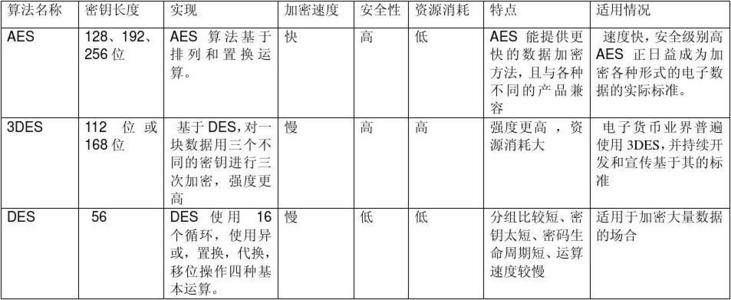 算法名称 密钥长度 实现 加密速度 安全性 资源消耗 特点 适用情况
AES 128、192、 AES 算法基于 快 高 低 AES 能提供更 速度快，安全级别高
256 位 排列和置换运 快的数据加密 AES 正日益成为加
算。 方法，且与各种 密各种形式的电子数
不同的产品兼 据的实际标准。
容
3DES 112 位或 基于 DES，对一 慢 高 高 强度更高，资 电子货币业界普遍
168 位 块数据用三个不 源消耗大 使用 3DES，并持续开
同的密钥进行三 发和宣传基于其的标
次加密，强度更 准
高
DES 56 DES 使用 16 慢 低 低 分组比较短、密 适用于加密大量数据
个循环，使用异 钥太短、密码生 的场合
或，置换，代换， 命周期短、运算
移位操作四种基 速度较慢
本运算。